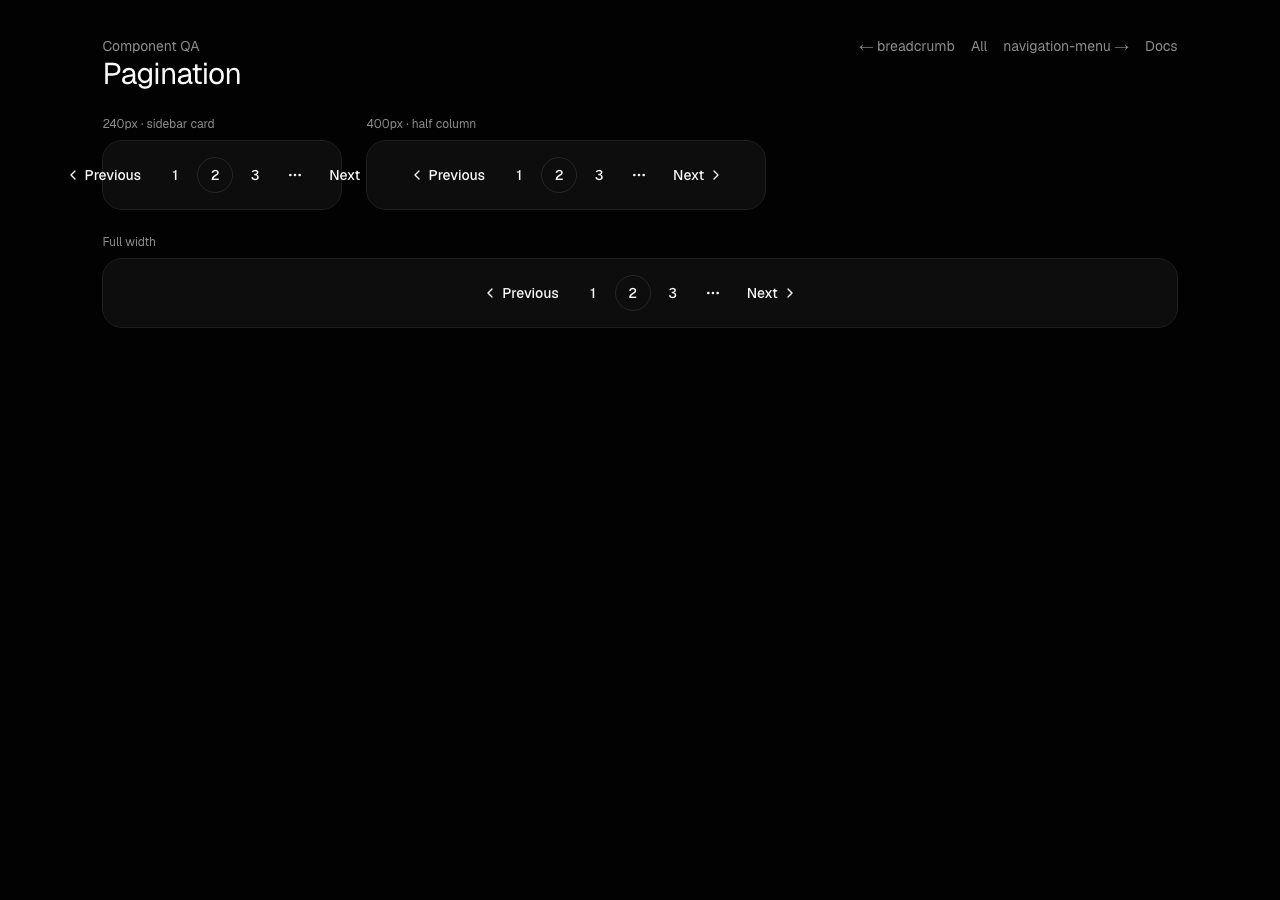 Component QA
← breadcrumb All navigation-menu → Docs
Pagination
240px · sidebar card
400px · half column
Previous 1 2 3 ··· Next
Previous 1 2 3 ··· Next
Full width
Previous 1 2 3 ··· Next